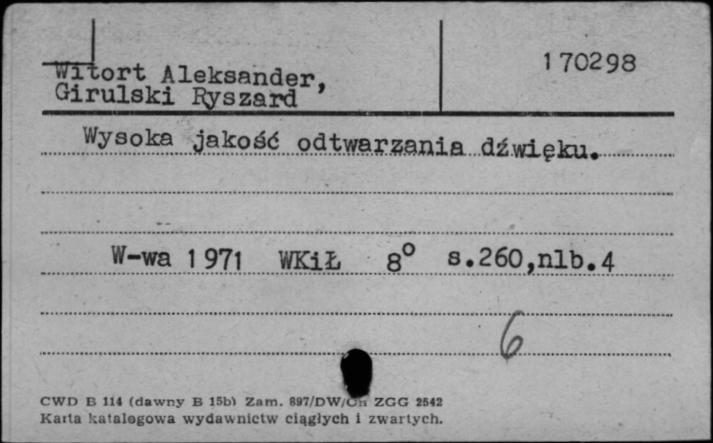 Witort Aleksander,
Girulski Ryszard
170298
Wysoka jakość odtwarzania dźwięku.
W-wa 1971 WKiŁ 8° s.260,nlb.4
6
CWD B 114 (dawny B 15b) Zam. 897/DW/ ZGG 2542
Karta katalogowa wydawnictw ciągłych i zwartych.